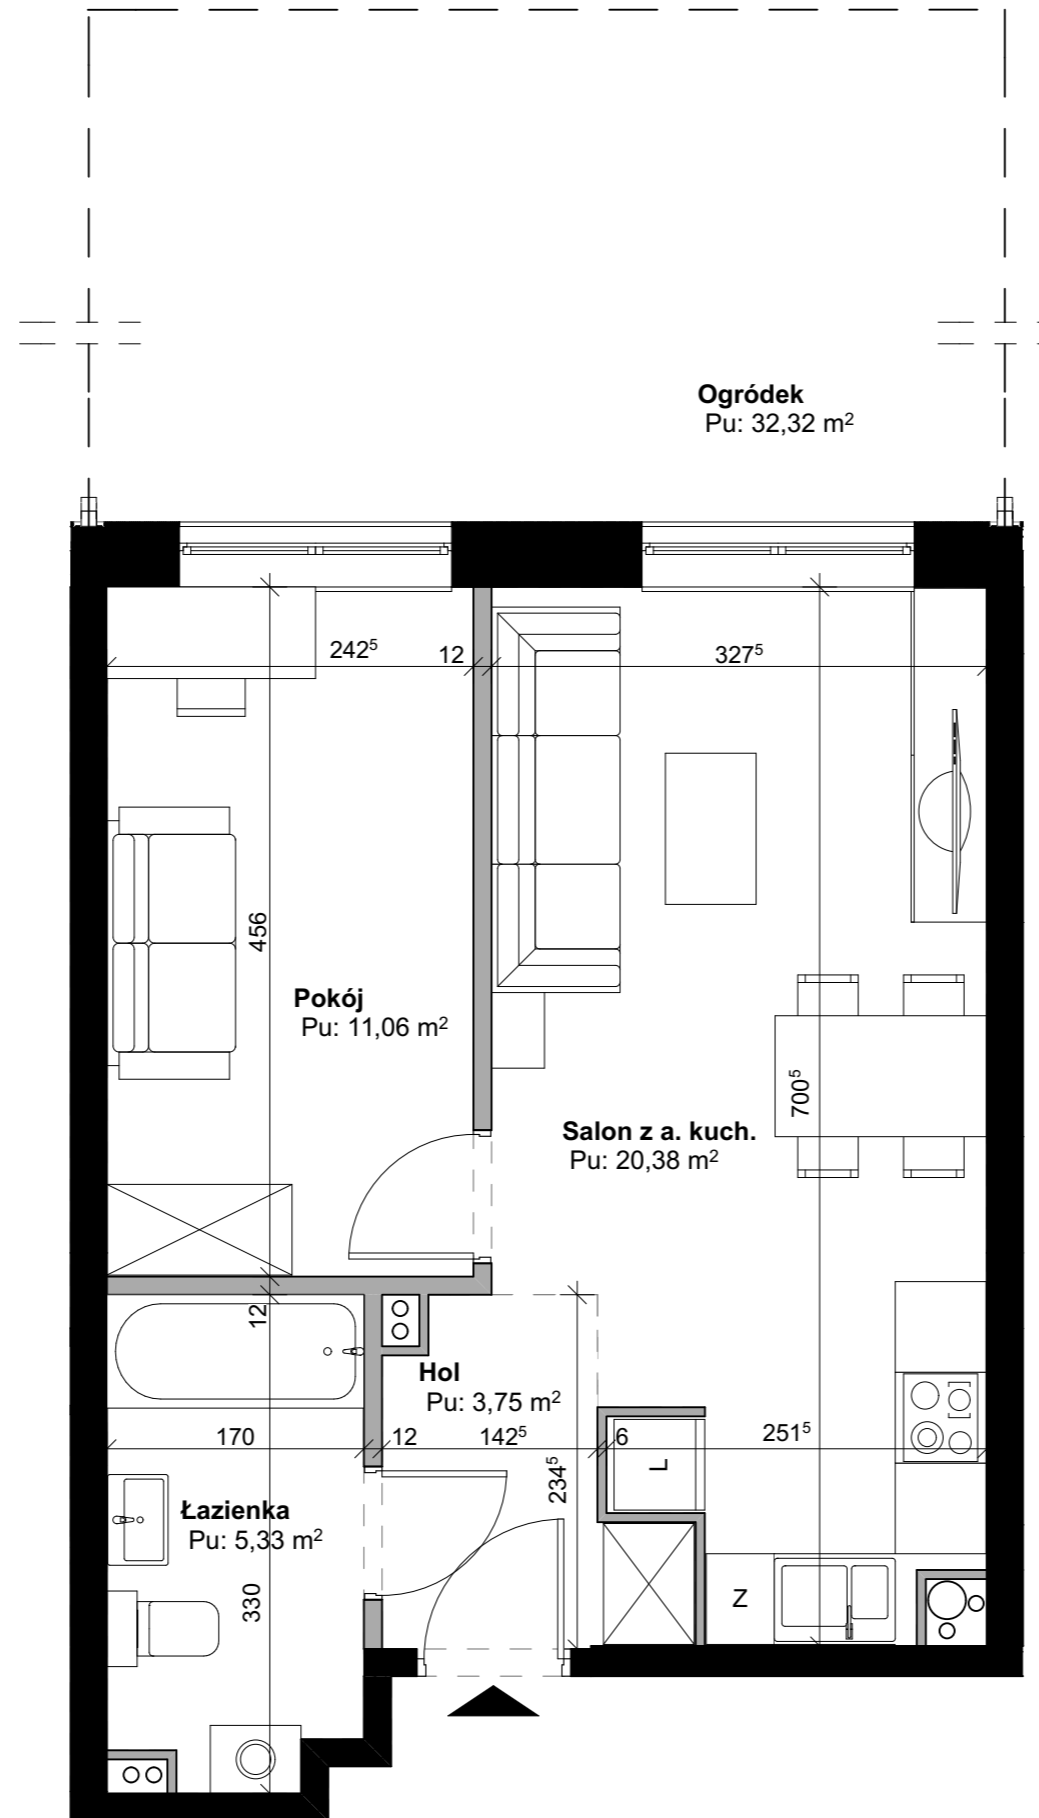 Ogródek
Pu: 32,32 m²
242⁵
12
327⁵
456
Pokój
Pu: 11,06 m²
700⁵
Salon z a. kuch.
Pu: 20,38 m²
12
Hol
Pu: 3,75 m²
170
12
142⁵
6
251⁵
L
234⁵
Łazienka
Pu: 5,33 m²
330
Z